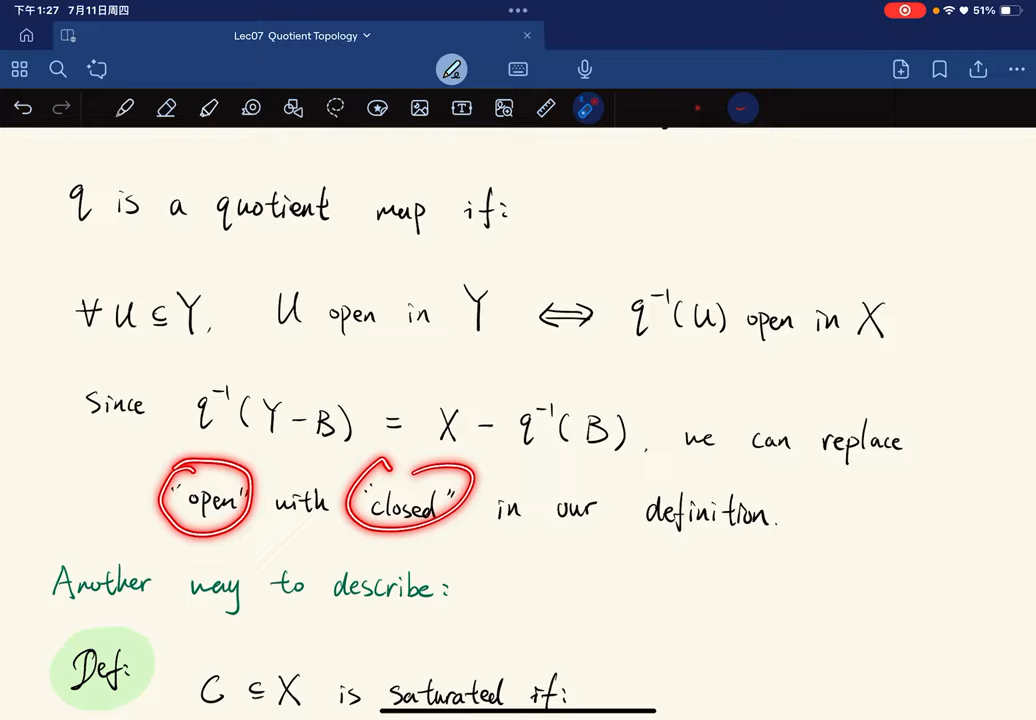 下午1:27 7月11日周四
51%
Lec07 Quotient Topology
q is a quotient map if:
∀ U ⊆ Y, U open in Y ⟺ q⁻¹(U) open in X
Since q⁻¹(Y-B) = X - q⁻¹(B), we can replace
"open" with "closed" in our definition.
Another way to describe:
Def: C ⊆ X is saturated if: